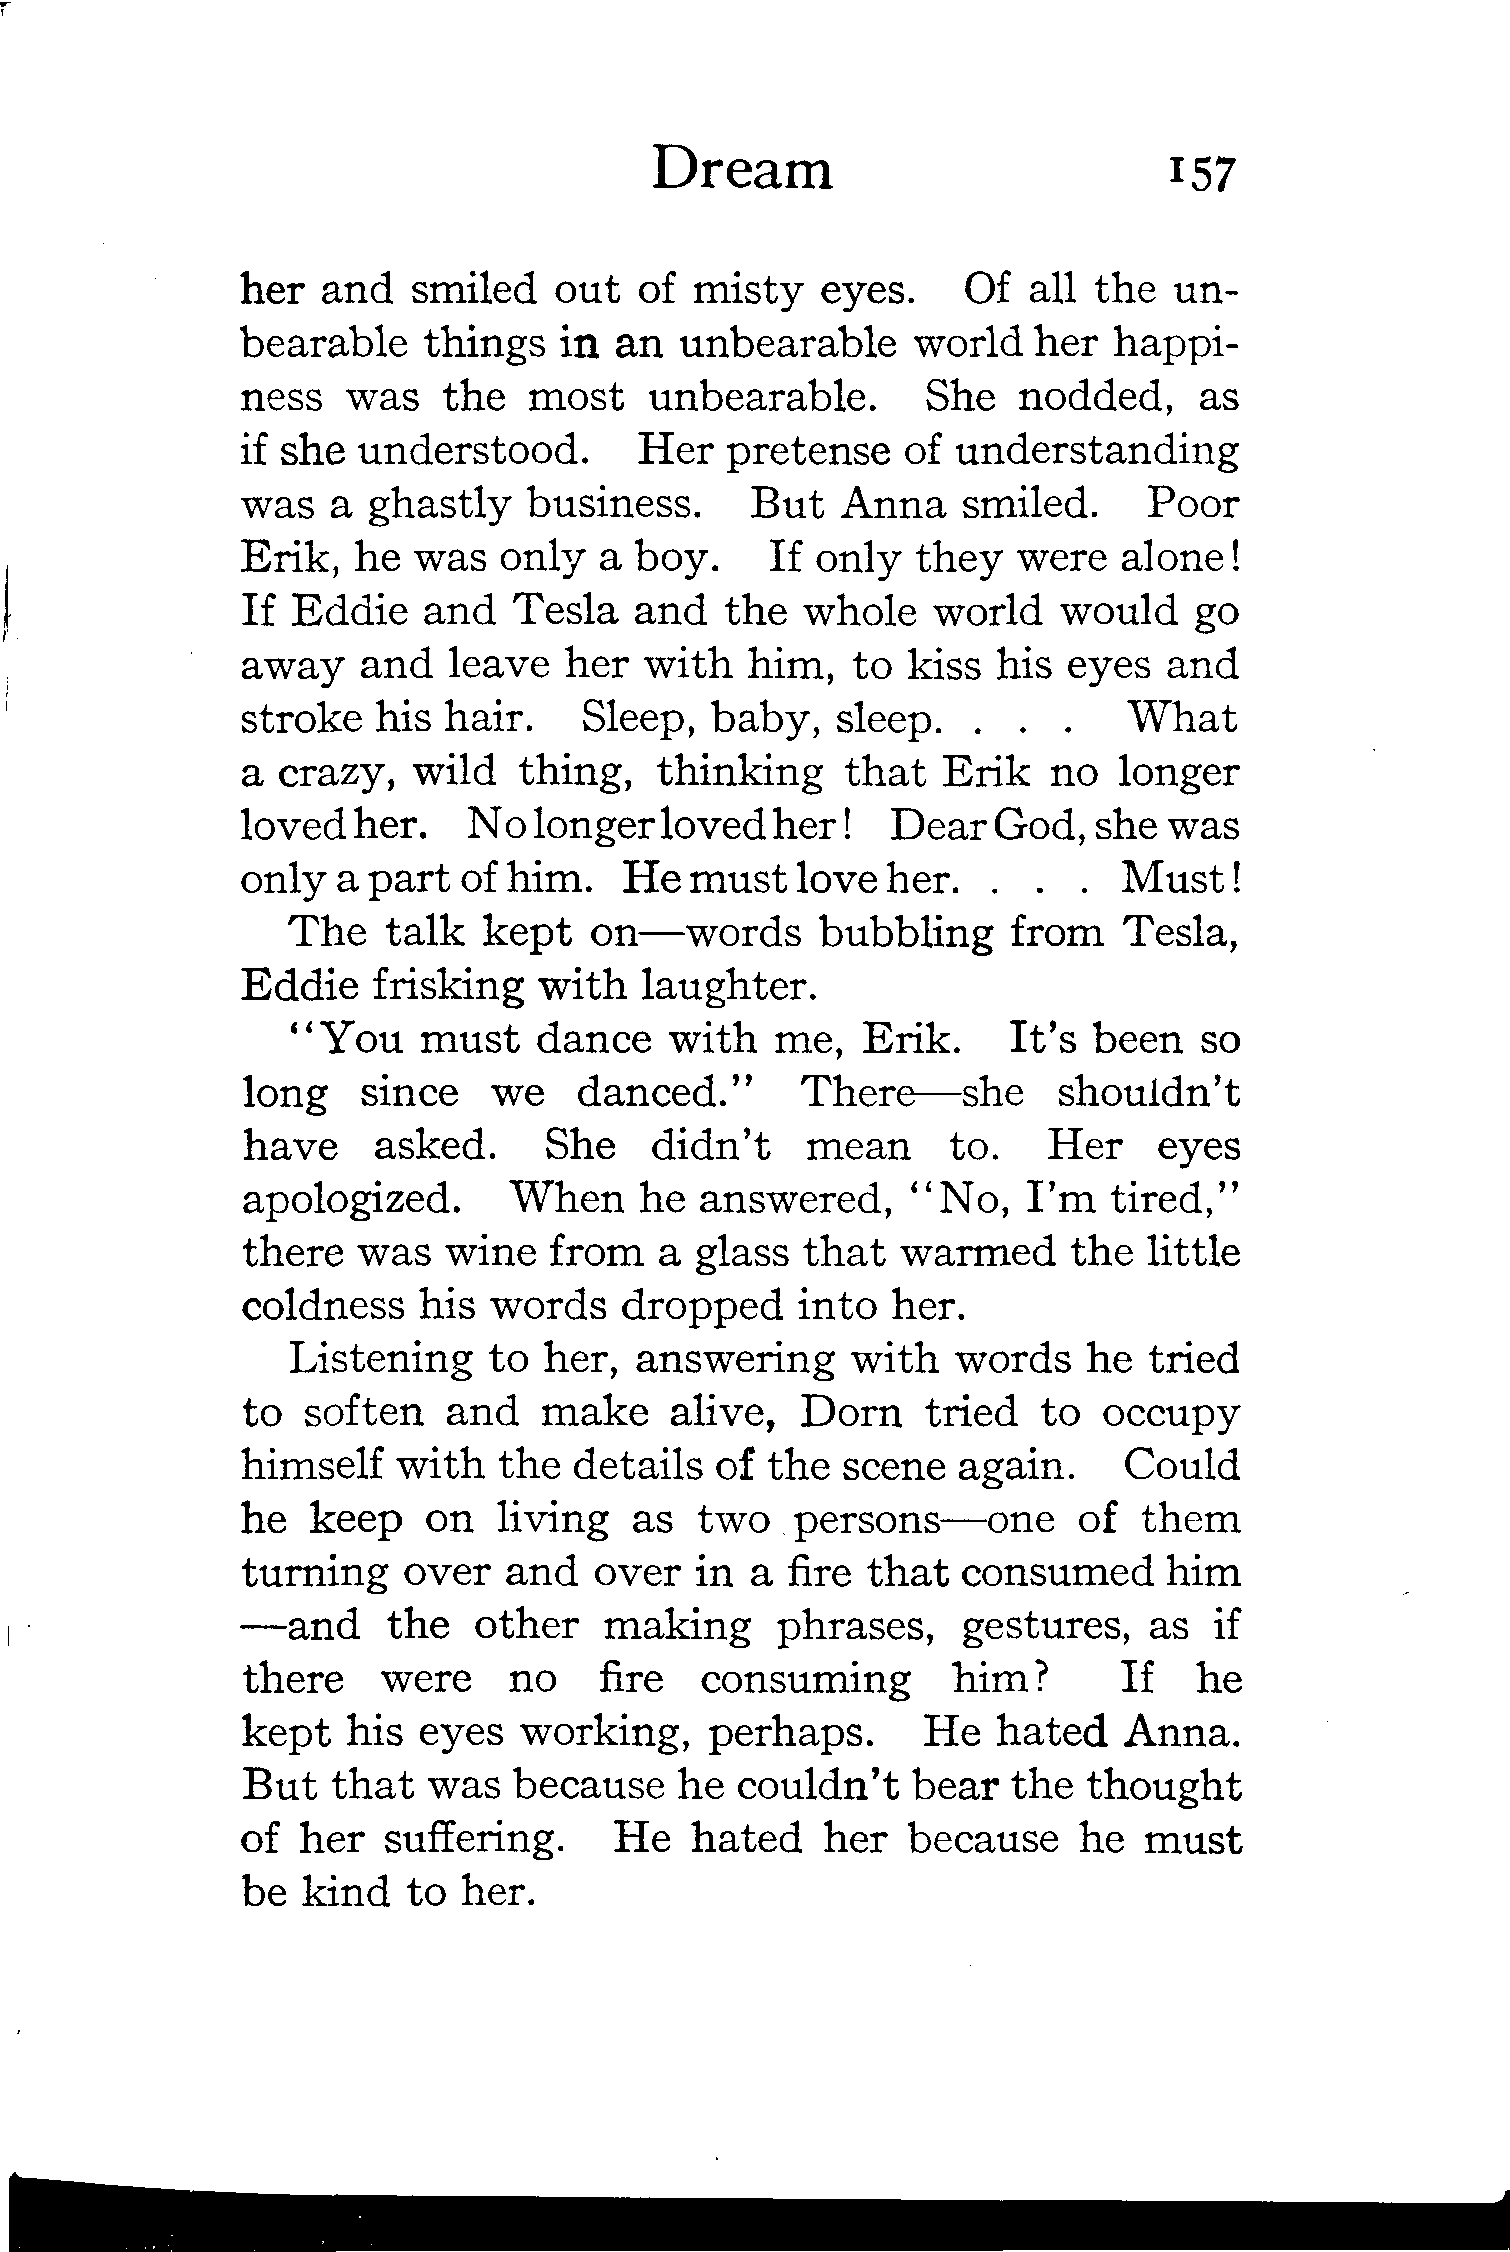 Dream 157
her and smiled out of misty eyes. Of all the un-
bearable things in an unbearable world her happi-
ness was the most unbearable. She nodded, as
if she understood. Her pretense of understanding
was a ghastly business. But Anna smiled. Poor
Erik, he was only a boy. If only they were alone!
If Eddie and Tesla and the whole world would go
away and leave her with him, to kiss his eyes and
stroke his hair. Sleep, baby, sleep. . . . What
a crazy, wild thing, thinking that Erik no longer
loved her. No longer loved her! Dear God, she was
only a part of him. He must love her. . . . Must!
The talk kept on—words bubbling from Tesla,
Eddie frisking with laughter.
"You must dance with me, Erik. It's been so
long since we danced." There—she shouldn't
have asked. She didn't mean to. Her eyes
apologized. When he answered, "No, I'm tired,"
there was wine from a glass that warmed the little
coldness his words dropped into her.
Listening to her, answering with words he tried
to soften and make alive, Dorn tried to occupy
himself with the details of the scene again. Could
he keep on living as two persons—one of them
turning over and over in a fire that consumed him
—and the other making phrases, gestures, as if
there were no fire consuming him? If he
kept his eyes working, perhaps. He hated Anna.
But that was because he couldn't bear the thought
of her suffering. He hated her because he must
be kind to her.